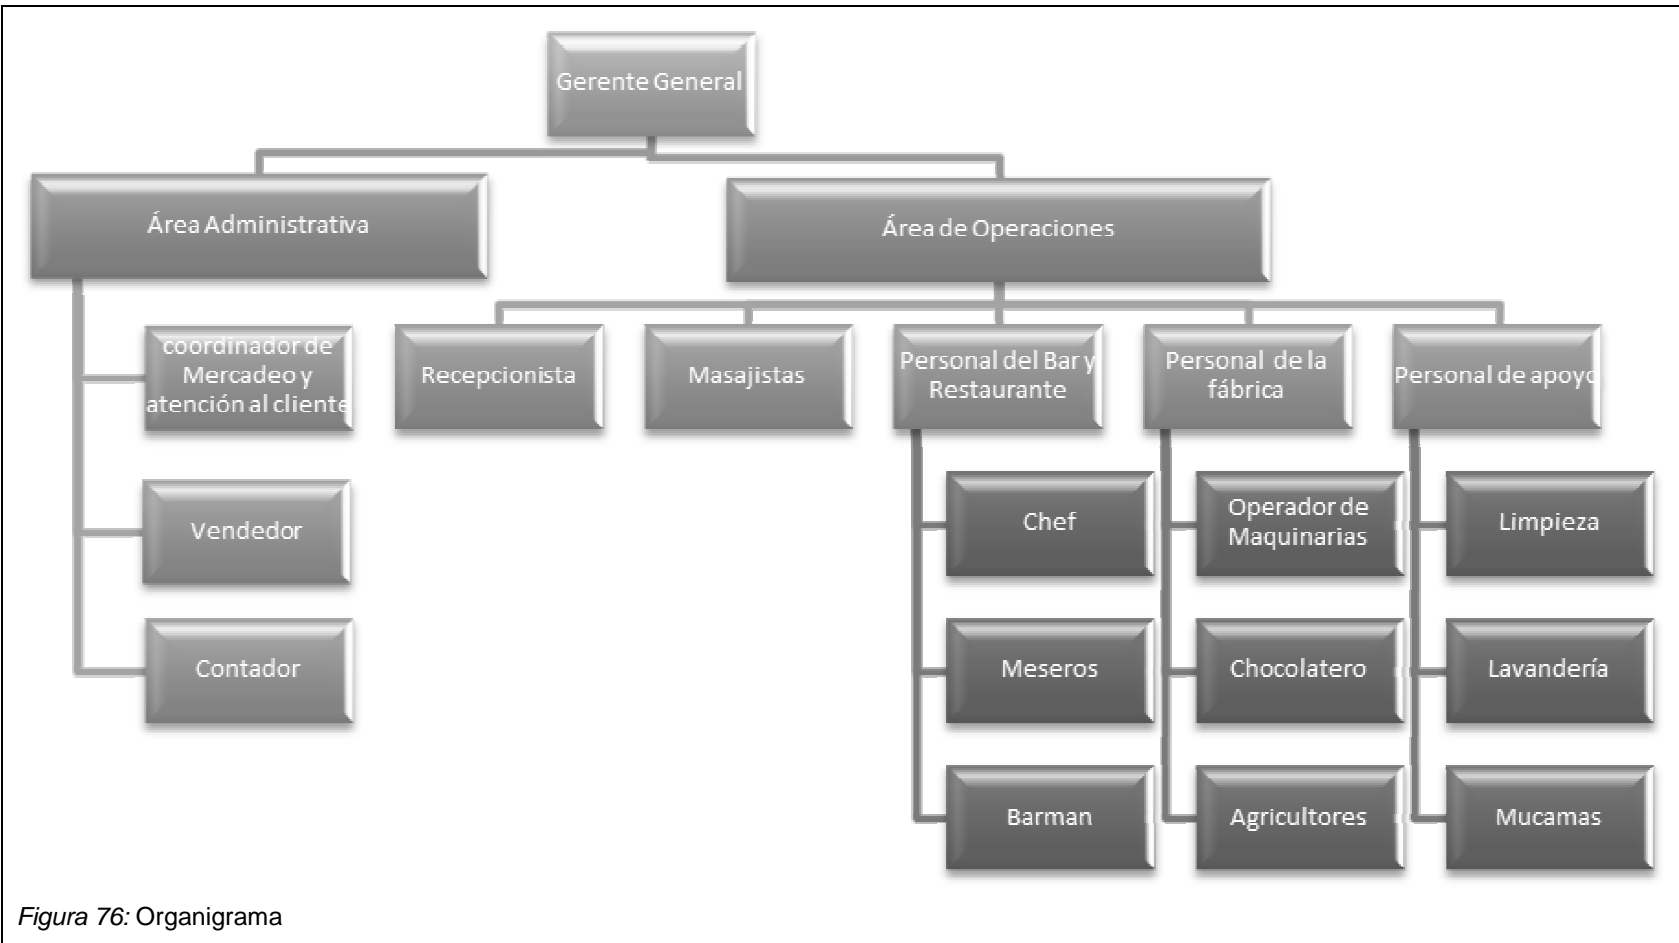 Gerente General
Área Administrativa
Área de Operaciones
coordinador de
Mercadeo y
atención al cliente
Recepcionista
Masajistas
Personal del Bar y
Restaurante
Personal de la
fábrica
Personal de apoyo
Vendedor
Contador
Chef
Meseros
Barman
Operador de
Maquinarias
Chocolatero
Agricultores
Limpieza
Lavandería
Mucamas
Figura 76: Organigrama